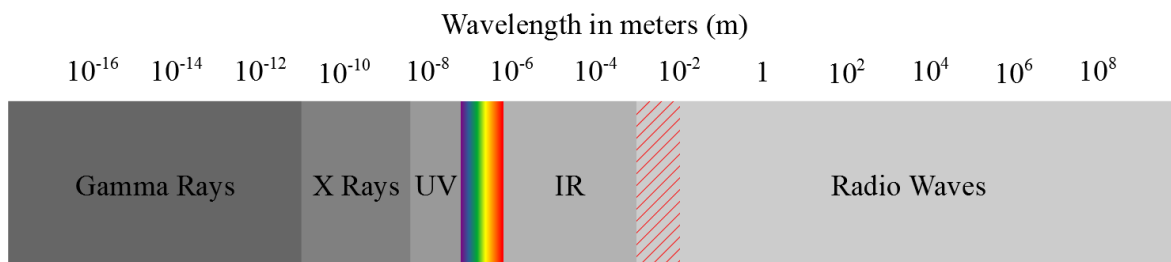 Wavelength in meters (m)
10⁻¹⁶ 10⁻¹⁴ 10⁻¹² 10⁻¹⁰ 10⁻⁸ 10⁻⁶ 10⁻⁴ 10⁻² 1 10² 10⁴ 10⁶ 10⁸
Gamma Rays X Rays UV IR Radio Waves